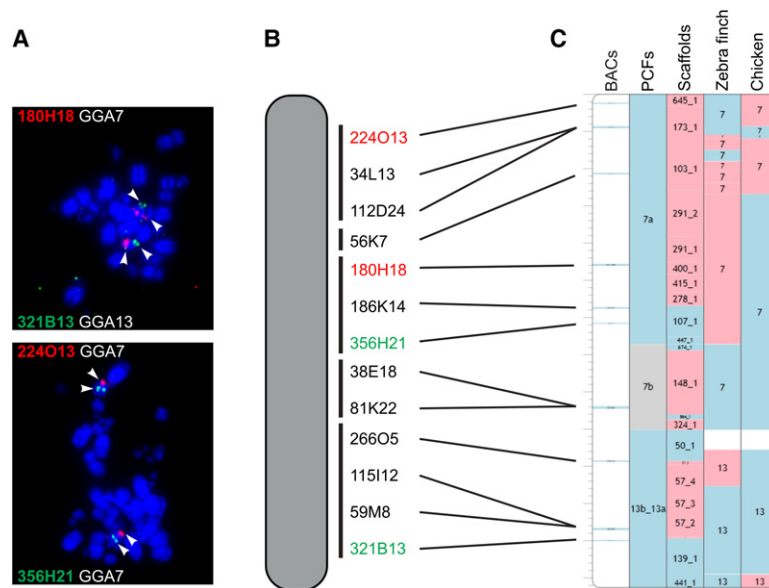 A
B
C
180H18 GGA7
321B13 GGA13
224O13 GGA7
356H21 GGA7
224O13
34L13
112D24
56K7
180H18
186K14
356H21
38E18
81K22
266O5
115I12
59M8
321B13
BACs
PCFs
Scaffolds
Zebra finch
Chicken
7a
7b
13b_13a
645_1
173_1
103_1
291_2
291_1
400_1
415_1
278_1
107_1
447_1
148_1
324_1
50_1
57_4
57_3
57_2
139_1
441_1
7
7
7
7
7
7
7
7
13
13
13
7
7
7
7
13
13